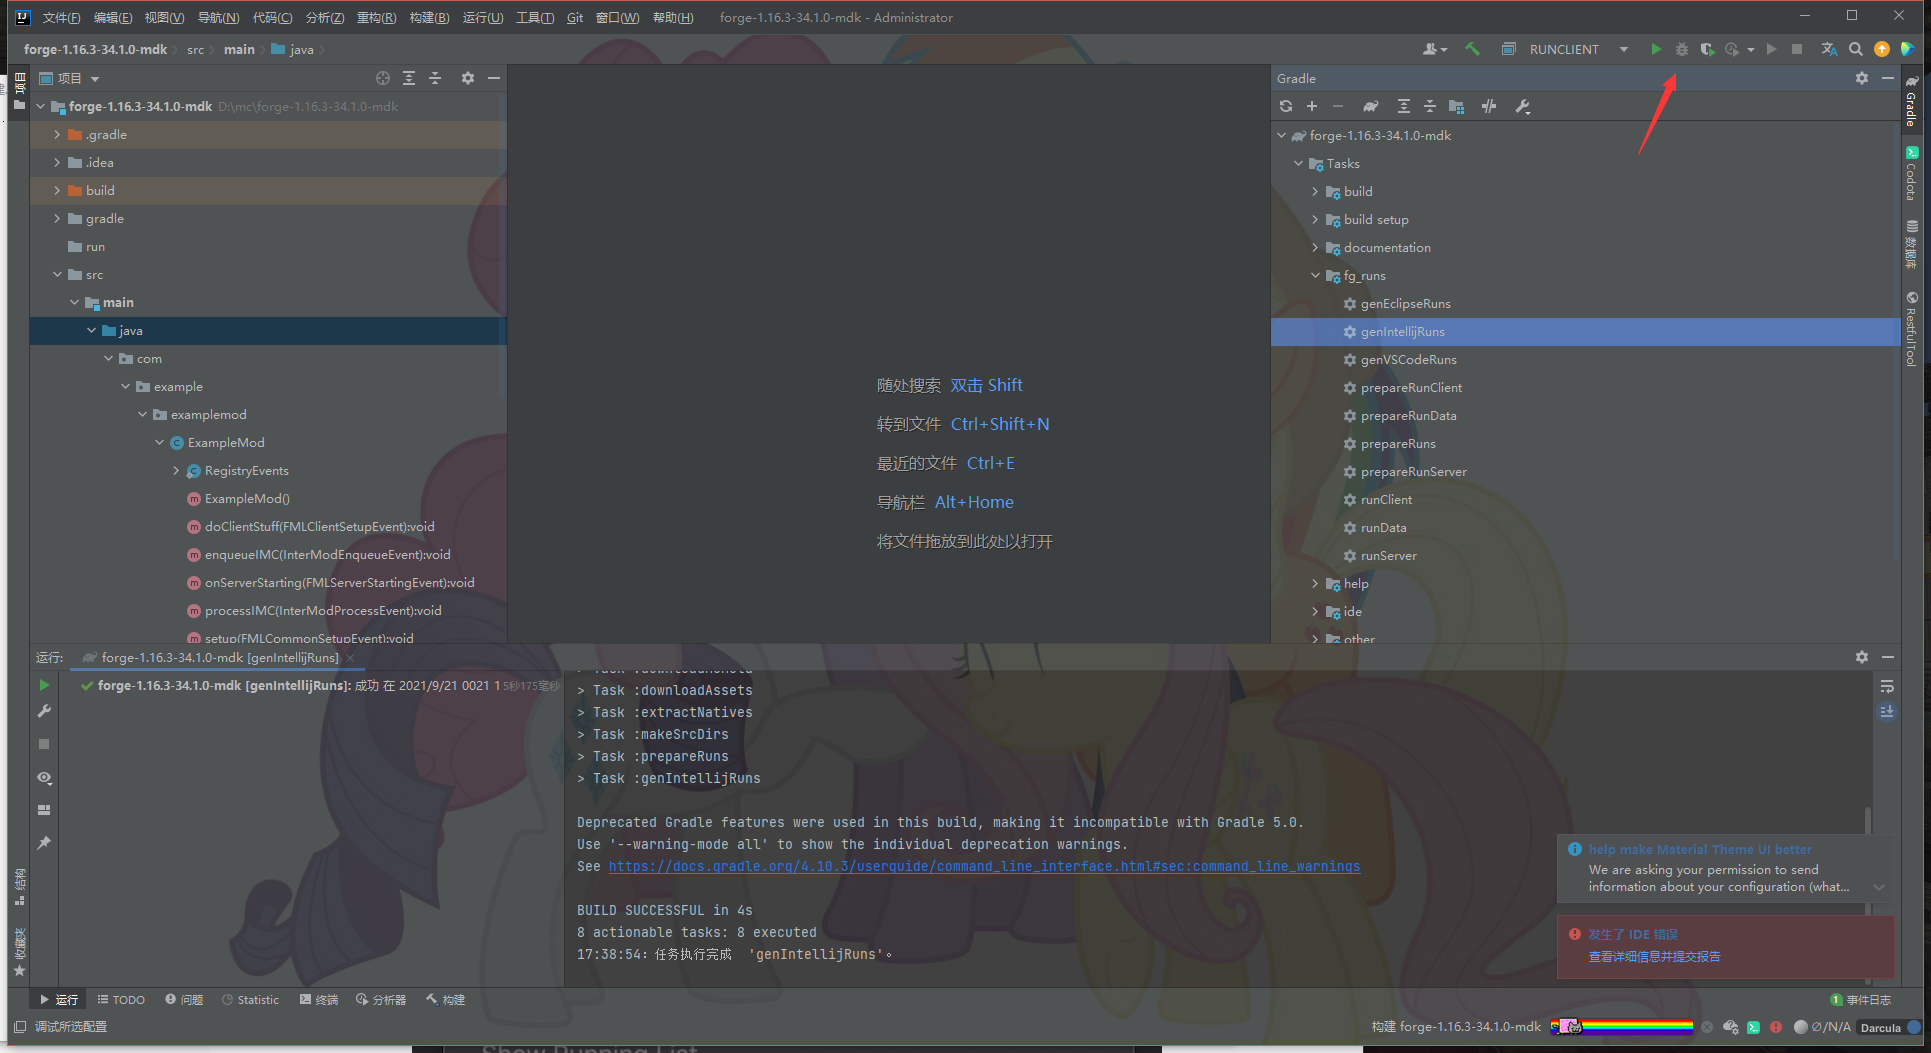 文件(F) 编辑(E) 视图(V) 导航(N) 代码(C) 分析(Z) 重构(R) 构建(B) 运行(U) 工具(T) Git 窗口(W) 帮助(H) forge-1.16.3-34.1.0-mdk - Administrator
forge-1.16.3-34.1.0-mdk src main java
RUNCLIENT
项目
forge-1.16.3-34.1.0-mdk D:\mc\forge-1.16.3-34.1.0-mdk
.gradle
.idea
build
gradle
run
src
main
java
com
example
examplemod
ExampleMod
RegistryEvents
ExampleMod()
doClientStuff(FMLClientSetupEvent):void
enqueueIMC(InterModEnqueueEvent):void
onServerStarting(FMLServerStartingEvent):void
processIMC(InterModProcessEvent):void
setup(FMLCommonSetupEvent):void
项目
结构
收藏夹
随处搜索 双击 Shift
转到文件 Ctrl+Shift+N
最近的文件 Ctrl+E
导航栏 Alt+Home
将文件拖放到此处以打开
Gradle
forge-1.16.3-34.1.0-mdk
Tasks
build
build setup
documentation
fg_runs
genEclipseRuns
genIntellijRuns
genVSCodeRuns
prepareRunClient
prepareRunData
prepareRuns
prepareRunServer
runClient
runData
runServer
help
ide
other
Gradle
Codota
数据库
RestfulTool
运行: forge-1.16.3-34.1.0-mdk [genIntellijRuns]
forge-1.16.3-34.1.0-mdk [genIntellijRuns]: 成功 在 2021/9/21 0021 1 5秒175毫秒
> Task :downloadAssets
> Task :extractNatives
> Task :makeSrcDirs
> Task :prepareRuns
> Task :genIntellijRuns
Deprecated Gradle features were used in this build, making it incompatible with Gradle 5.0.
Use '--warning-mode all' to show the individual deprecation warnings.
See https://docs.gradle.org/4.10.3/userguide/command_line_interface.html#sec:command_line_warnings
BUILD SUCCESSFUL in 4s
8 actionable tasks: 8 executed
17:38:54: 任务执行完成 'genIntellijRuns'。
help make Material Theme UI better
We are asking your permission to send
information about your configuration (what...
发生了 IDE 错误
查看详细信息并提交报告
运行 TODO 问题 Statistic 终端 分析器 构建 1 事件日志
调试所选配置 构建 forge-1.16.3-34.1.0-mdk Ø/N/A Darcula
Show Running List